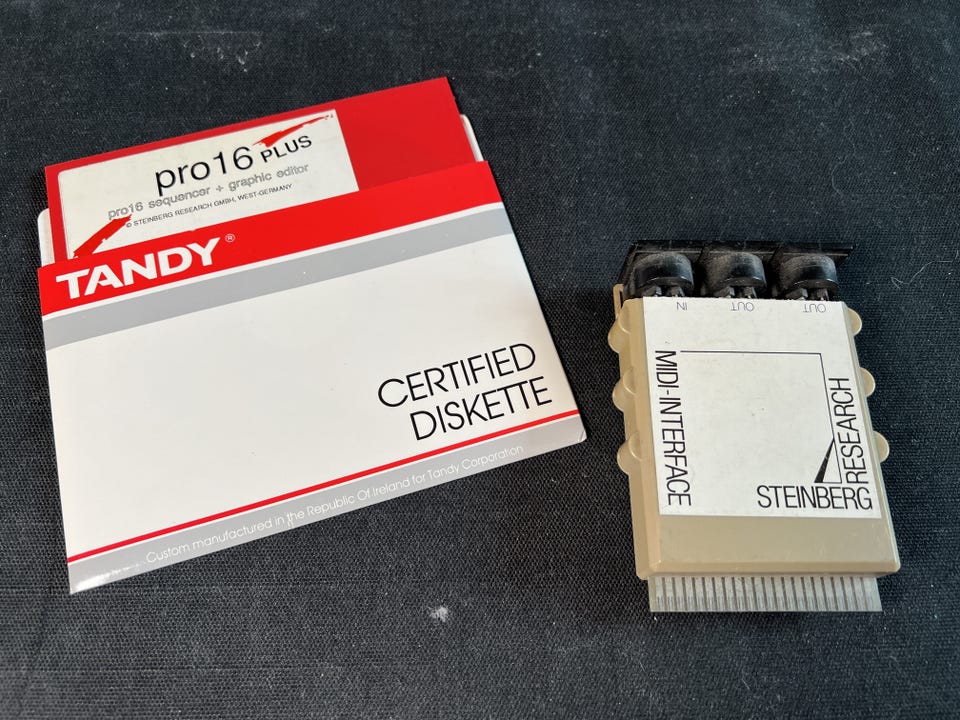 pro16 PLUS
pro16 sequencer + graphic editor
© STEINBERG RESEARCH GMBH, WEST-GERMANY
TANDY®
CERTIFIED
DISKETTE
Custom manufactured in the Republic Of Ireland for Tandy Corporation
IN
OUT
OUT
MIDI-INTERFACE
STEINBERG
RESEARCH